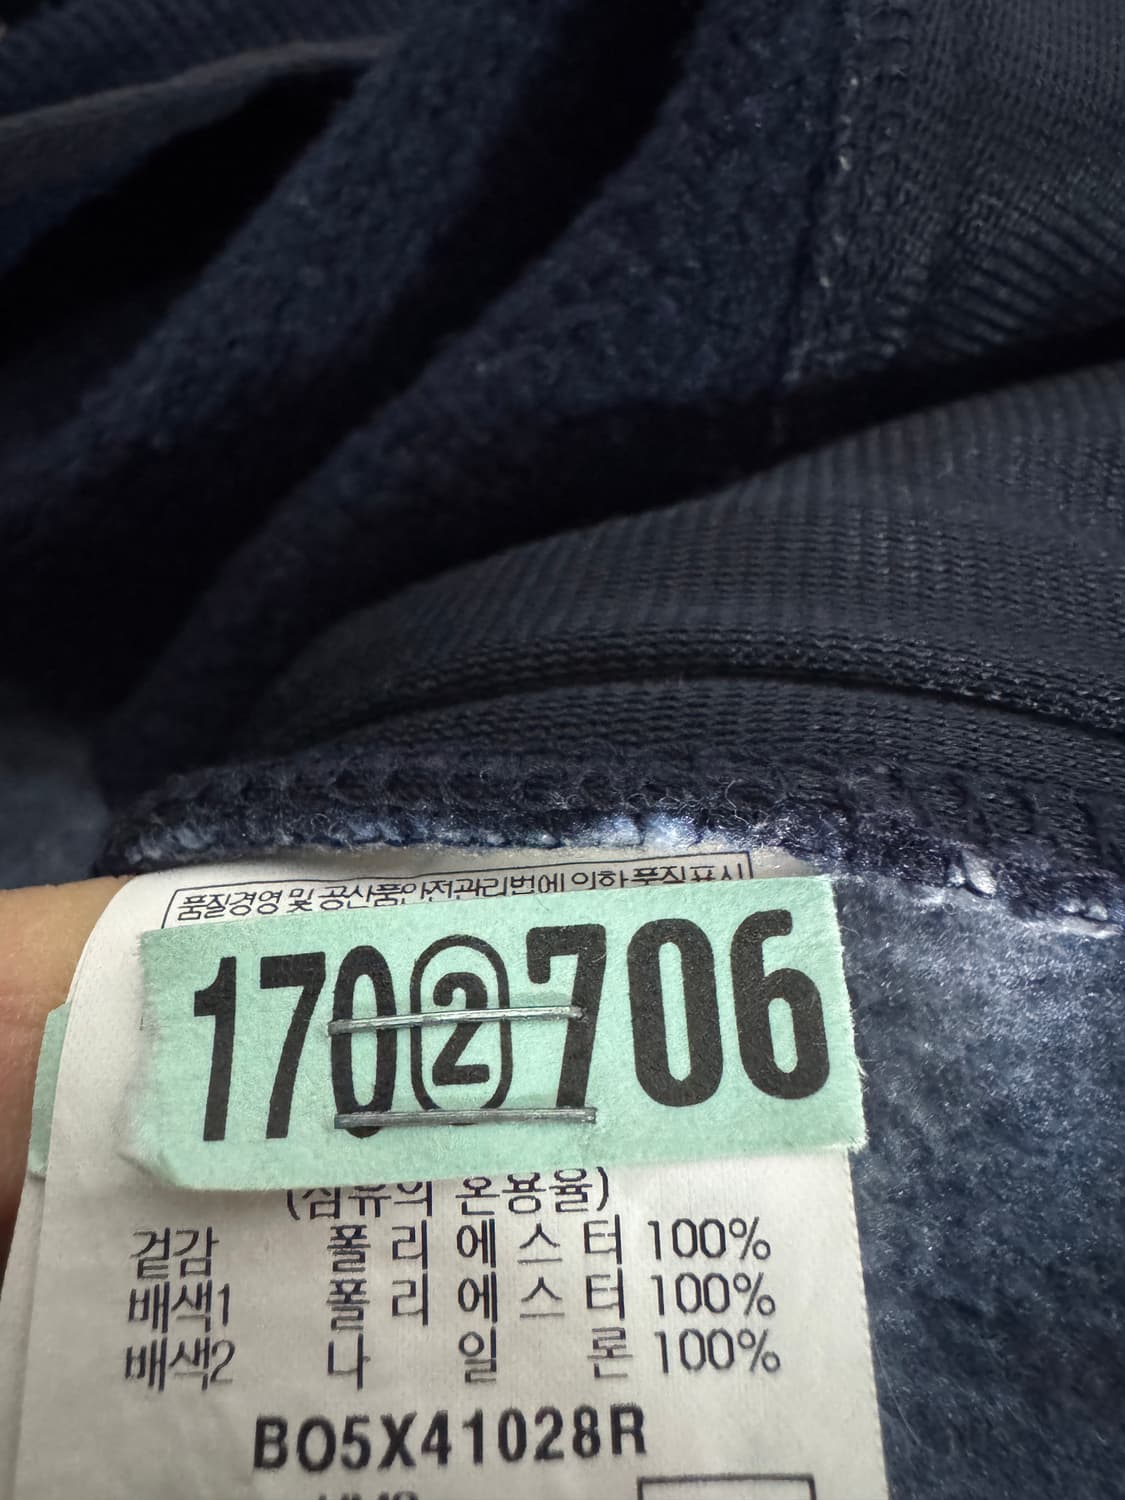 품질경영 및 공산품안전관리법에 의한 품질표시
170②706
(섬유의 혼용율)
겉감 폴리에스터 100%
배색1 폴리에스터 100%
배색2 나일론 100%
BO5X41028R